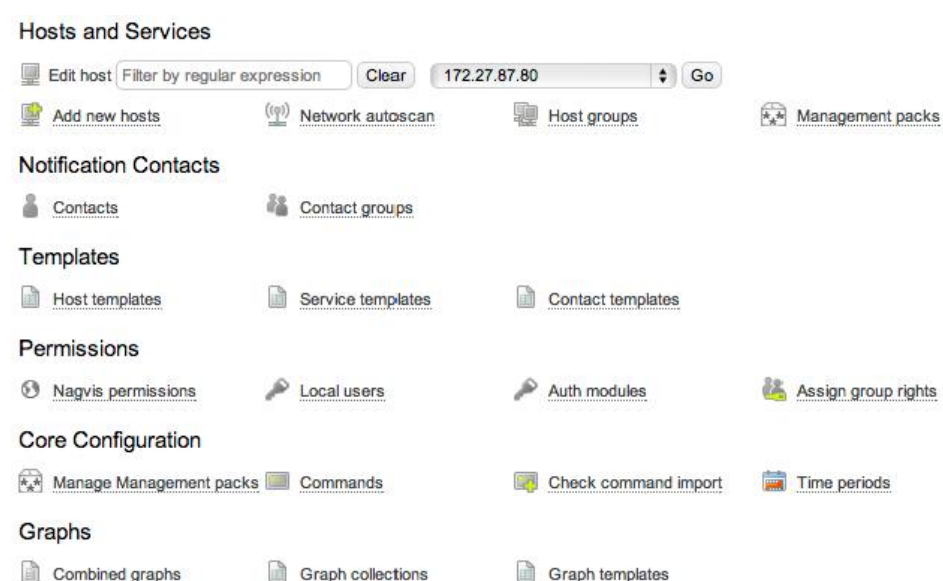 Hosts and Services
Edit host Filter by regular expression Clear 172.27.87.80 Go
Add new hosts Network autoscan Host groups Management packs
Notification Contacts
Contacts Contact groups
Templates
Host templates Service templates Contact templates
Permissions
Nagvis permissions Local users Auth modules Assign group rights
Core Configuration
Manage Management packs Commands Check command import Time periods
Graphs
Combined graphs Graph collections Graph templates